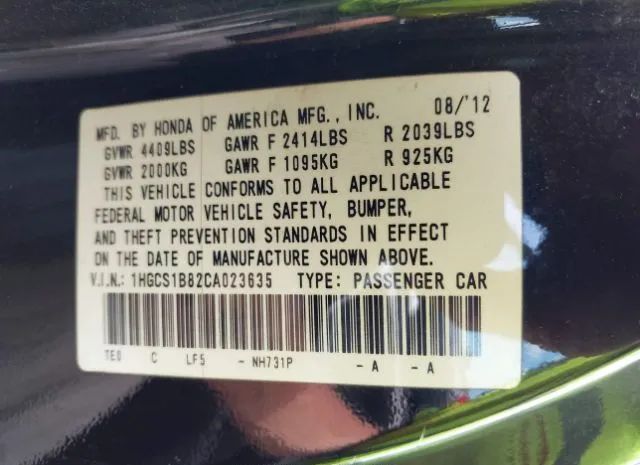 MFD. BY HONDA OF AMERICA MFG., INC. 08/'12
GVWR 4409LBS GAWR F 2414LBS R 2039LBS
GVWR 2000KG GAWR F 1095KG R 925KG
THIS VEHICLE CONFORMS TO ALL APPLICABLE
FEDERAL MOTOR VEHICLE SAFETY, BUMPER,
AND THEFT PREVENTION STANDARDS IN EFFECT
ON THE DATE OF MANUFACTURE SHOWN ABOVE.
V.I.N.: 1HGCS1B82CA023635 TYPE: PASSENGER CAR
TE0 C LF5 - NH731P - A - A